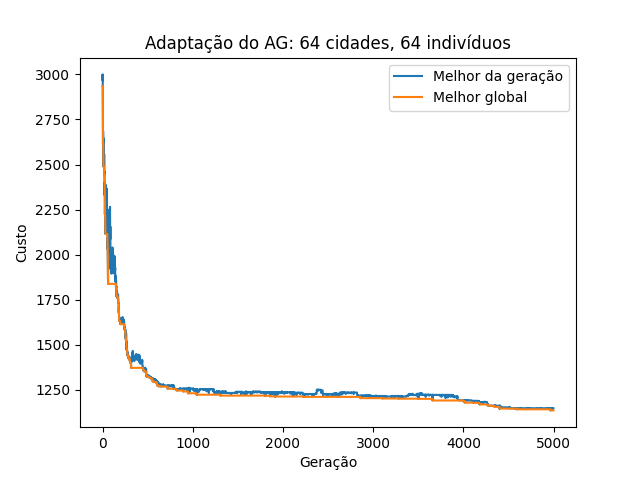 Adaptação do AG: 64 cidades, 64 indivíduos
Melhor da geração
Melhor global
3000
2750
2500
2250
2000
1750
1500
1250
Custo
0
1000
2000
3000
4000
5000
Geração